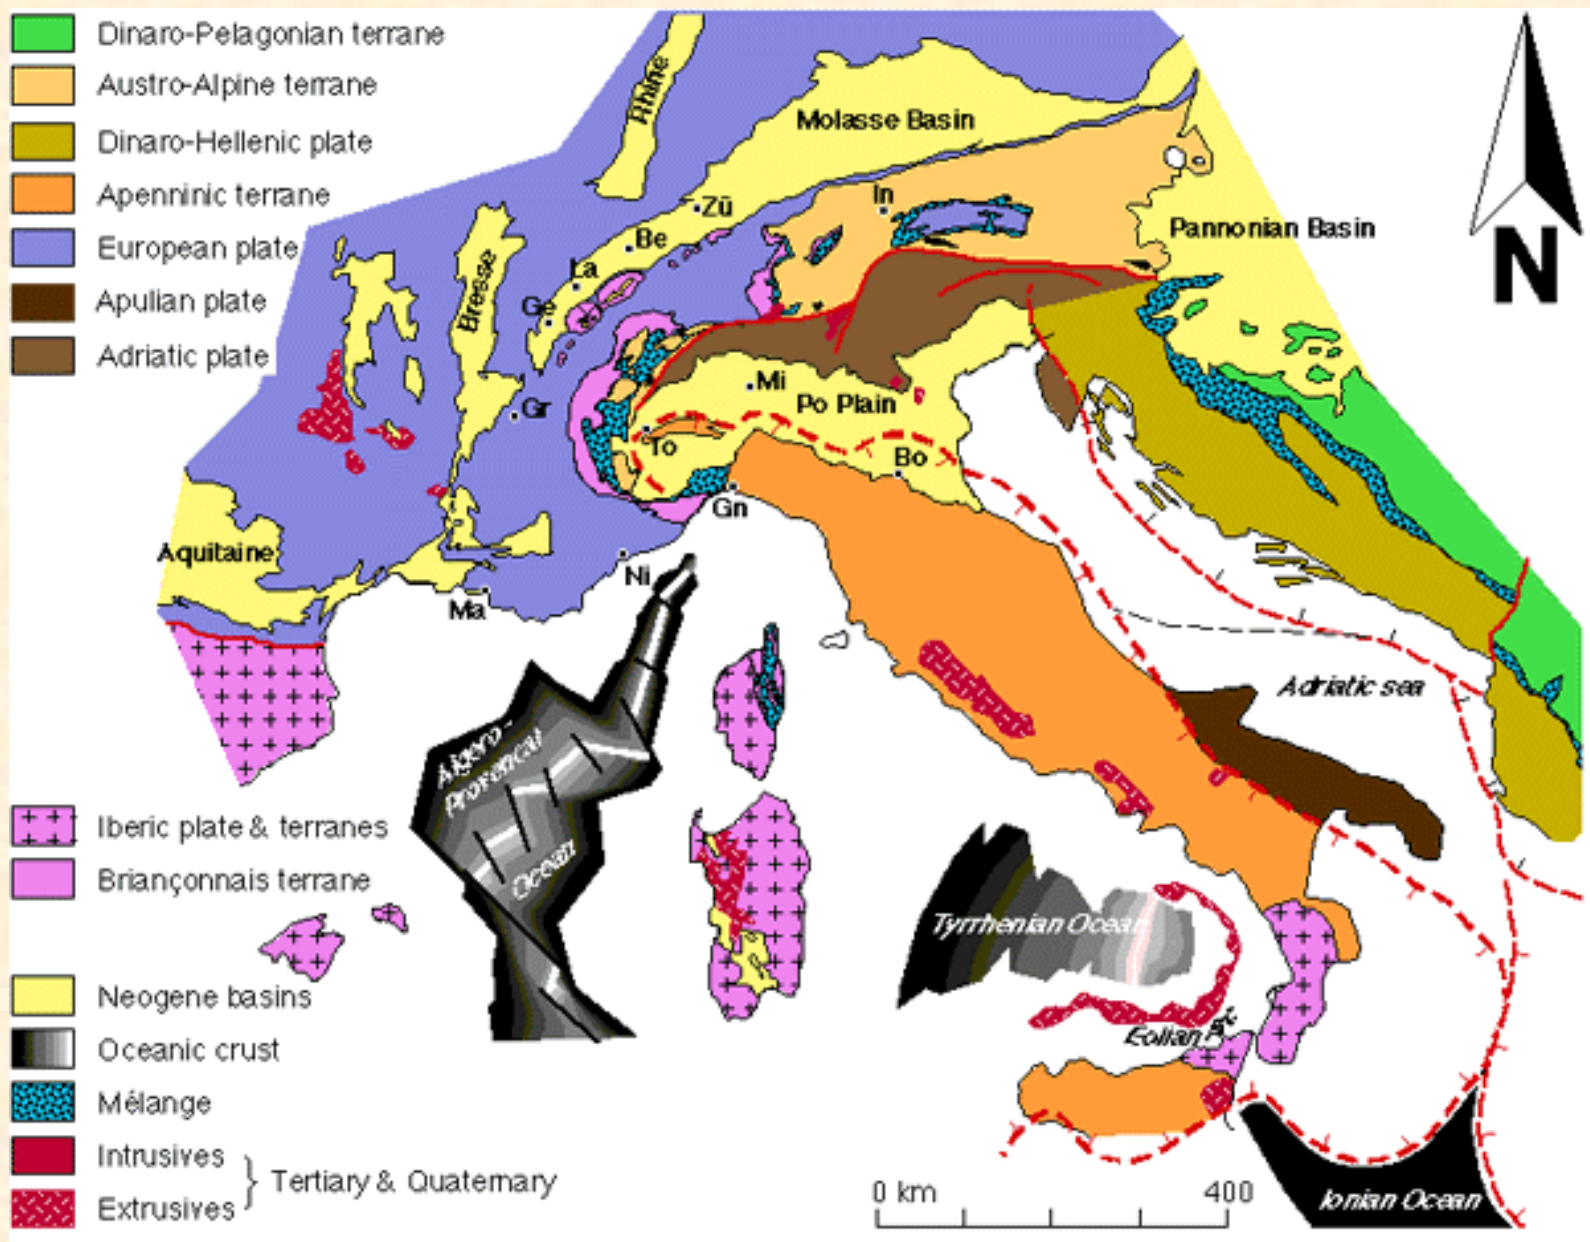 Dinaro-Pelagonian terrane
Austro-Alpine terrane
Dinaro-Hellenic plate
Apenninic terrane
European plate
Apulian plate
Adriatic plate
Rhine
Molasse Basin
In
Zü
Be
La
Ge
Bresse
Pannonian Basin
N
Gr
Mi
Po Plain
To
Bo
Gn
Aquitaine
Ni
Ma
Adriatic sea
Algero-
Provencal
Ocean
Tyrrhenian Ocean
Eolian
Ionian Ocean
Iberic plate & terranes
Briançonnais terrane
Neogene basins
Oceanic crust
Mélange
Intrusives
Extrusives
Tertiary & Quaternary
0 km 400